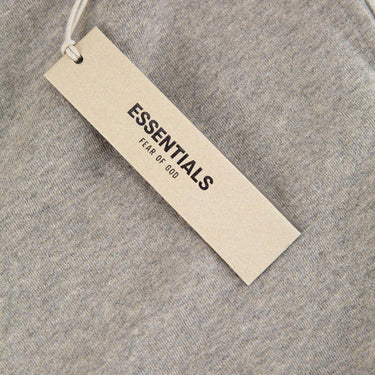 ESSENTIALS
FEAR OF GOD